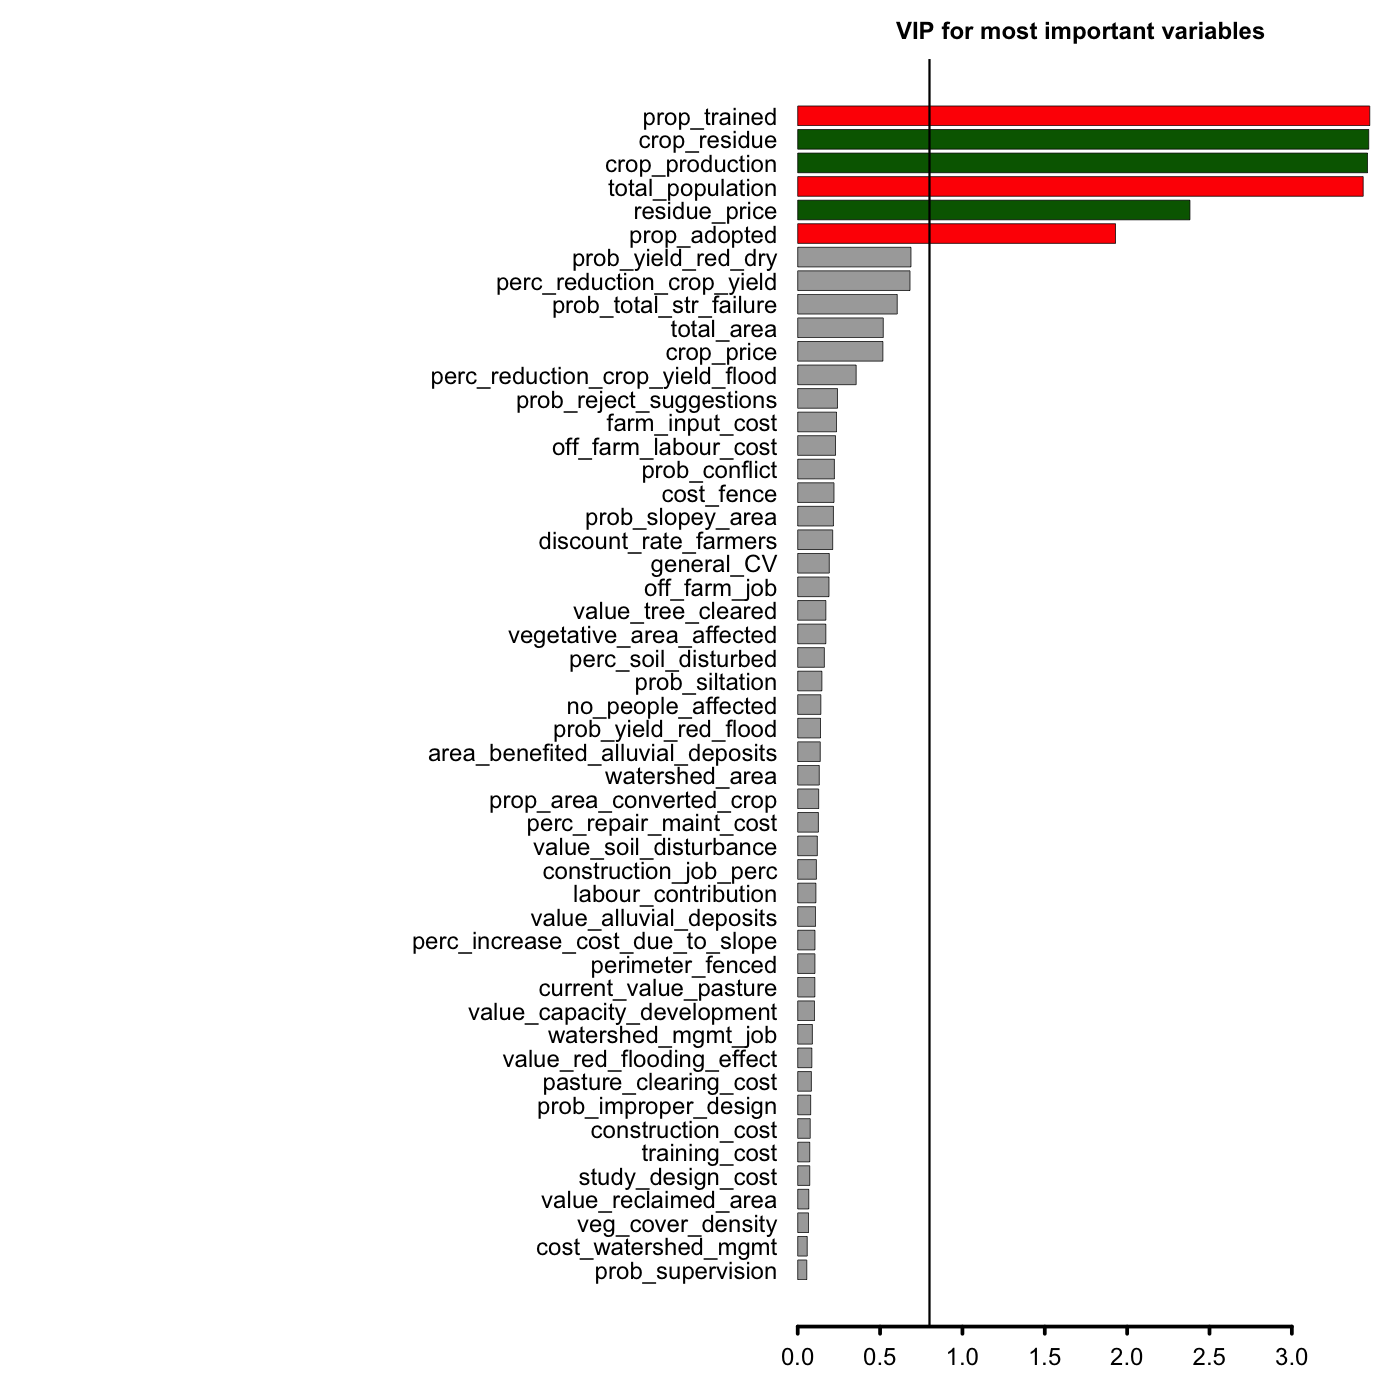 VIP for most important variables
prop_trained
crop_residue
crop_production
total_population
residue_price
prop_adopted
prob_yield_red_dry
perc_reduction_crop_yield
prob_total_str_failure
total_area
crop_price
perc_reduction_crop_yield_flood
prob_reject_suggestions
farm_input_cost
off_farm_labour_cost
prob_conflict
cost_fence
prob_slopey_area
discount_rate_farmers
general_CV
off_farm_job
value_tree_cleared
vegetative_area_affected
perc_soil_disturbed
prob_siltation
no_people_affected
prob_yield_red_flood
area_benefited_alluvial_deposits
watershed_area
prop_area_converted_crop
perc_repair_maint_cost
value_soil_disturbance
construction_job_perc
labour_contribution
value_alluvial_deposits
perc_increase_cost_due_to_slope
perimeter_fenced
current_value_pasture
value_capacity_development
watershed_mgmt_job
value_red_flooding_effect
pasture_clearing_cost
prob_improper_design
construction_cost
training_cost
study_design_cost
value_reclaimed_area
veg_cover_density
cost_watershed_mgmt
prob_supervision
0.0 0.5 1.0 1.5 2.0 2.5 3.0